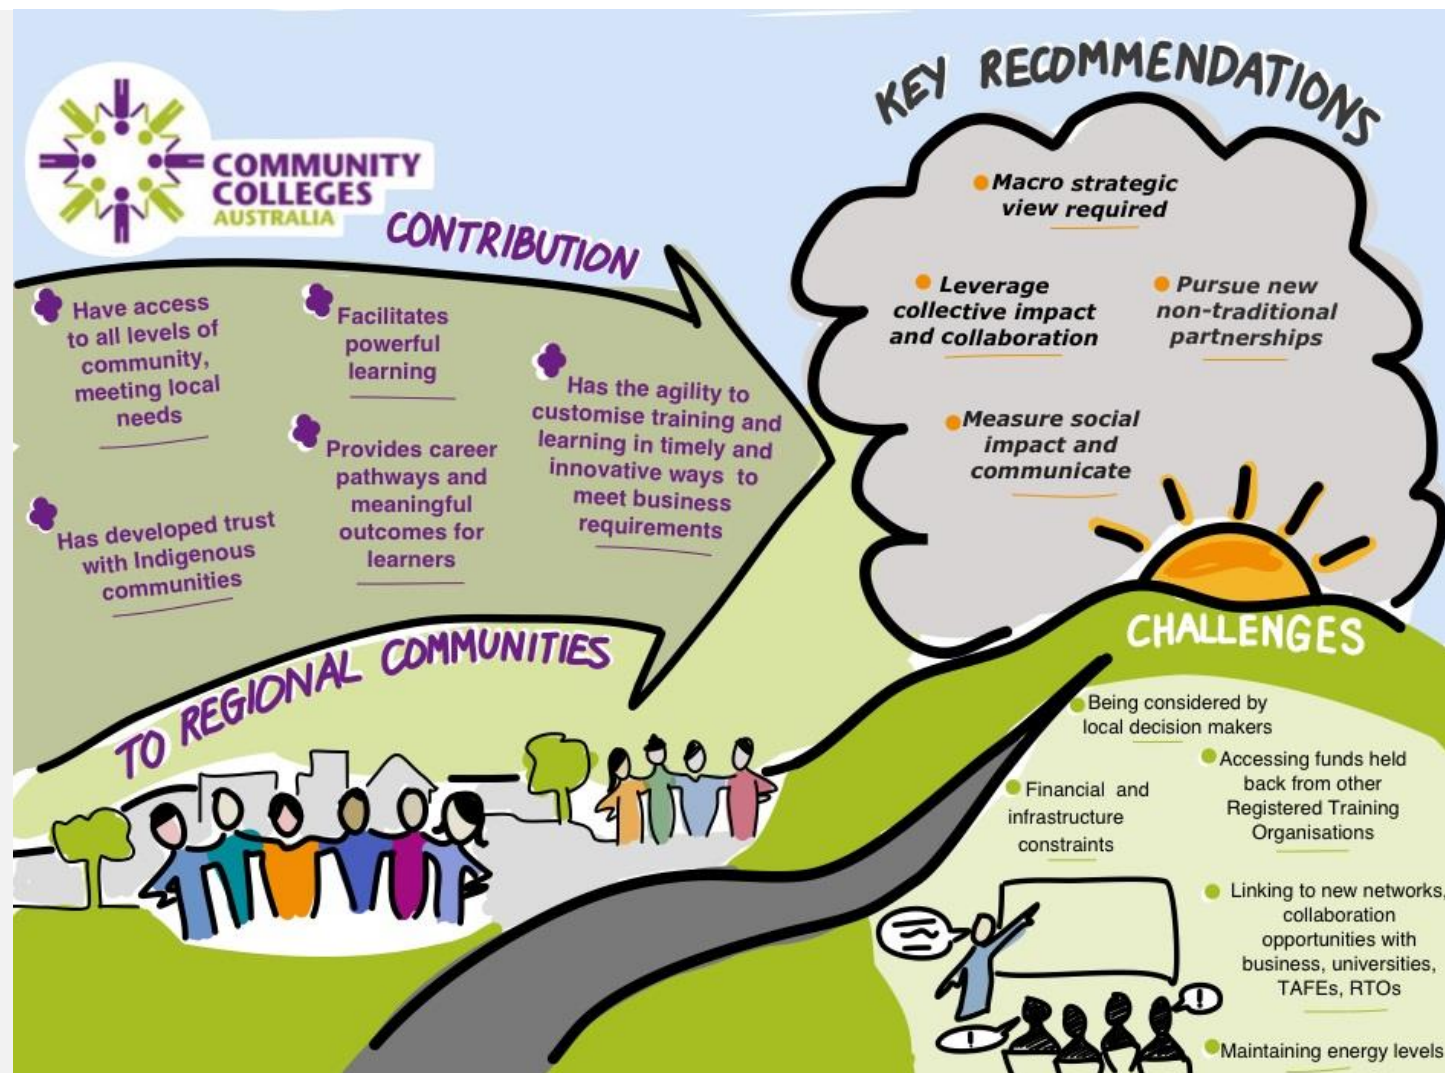 COMMUNITY
COLLEGES
AUSTRALIA
CONTRIBUTION
Have access
to all levels of
community,
meeting local
needs
Has developed trust
with Indigenous
communities
Facilitates
powerful
learning
Provides career
pathways and
meaningful
outcomes for
learners
Has the agility to
customise training and
learning in timely and
innovative ways to
meet business
requirements
TO REGIONAL COMMUNITIES
KEY RECOMMENDATIONS
Macro strategic
view required
Leverage
collective impact
and collaboration
Pursue new
non-traditional
partnerships
Measure social
impact and
communicate
CHALLENGES
Being considered by
local decision makers
Financial and
infrastructure
constraints
Accessing funds held
back from other
Registered Training
Organisations
Linking to new networks,
collaboration
opportunities with
business, universities,
TAFEs, RTOs
Maintaining energy levels
!
!